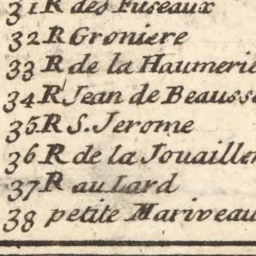 31 R des Fuseaux
32 R Groniere
33 R de la Haumerie
34 R Jean de Beauss
35 R S. Jerome
36 R de la Jouailler
37 R au Lard
38 petite Mariveau